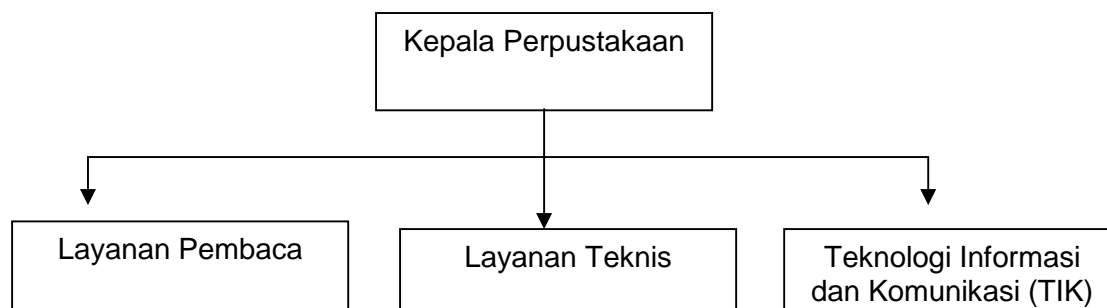 Kepala Perpustakaan
Layanan Pembaca
Layanan Teknis
Teknologi Informasi
dan Komunikasi (TIK)